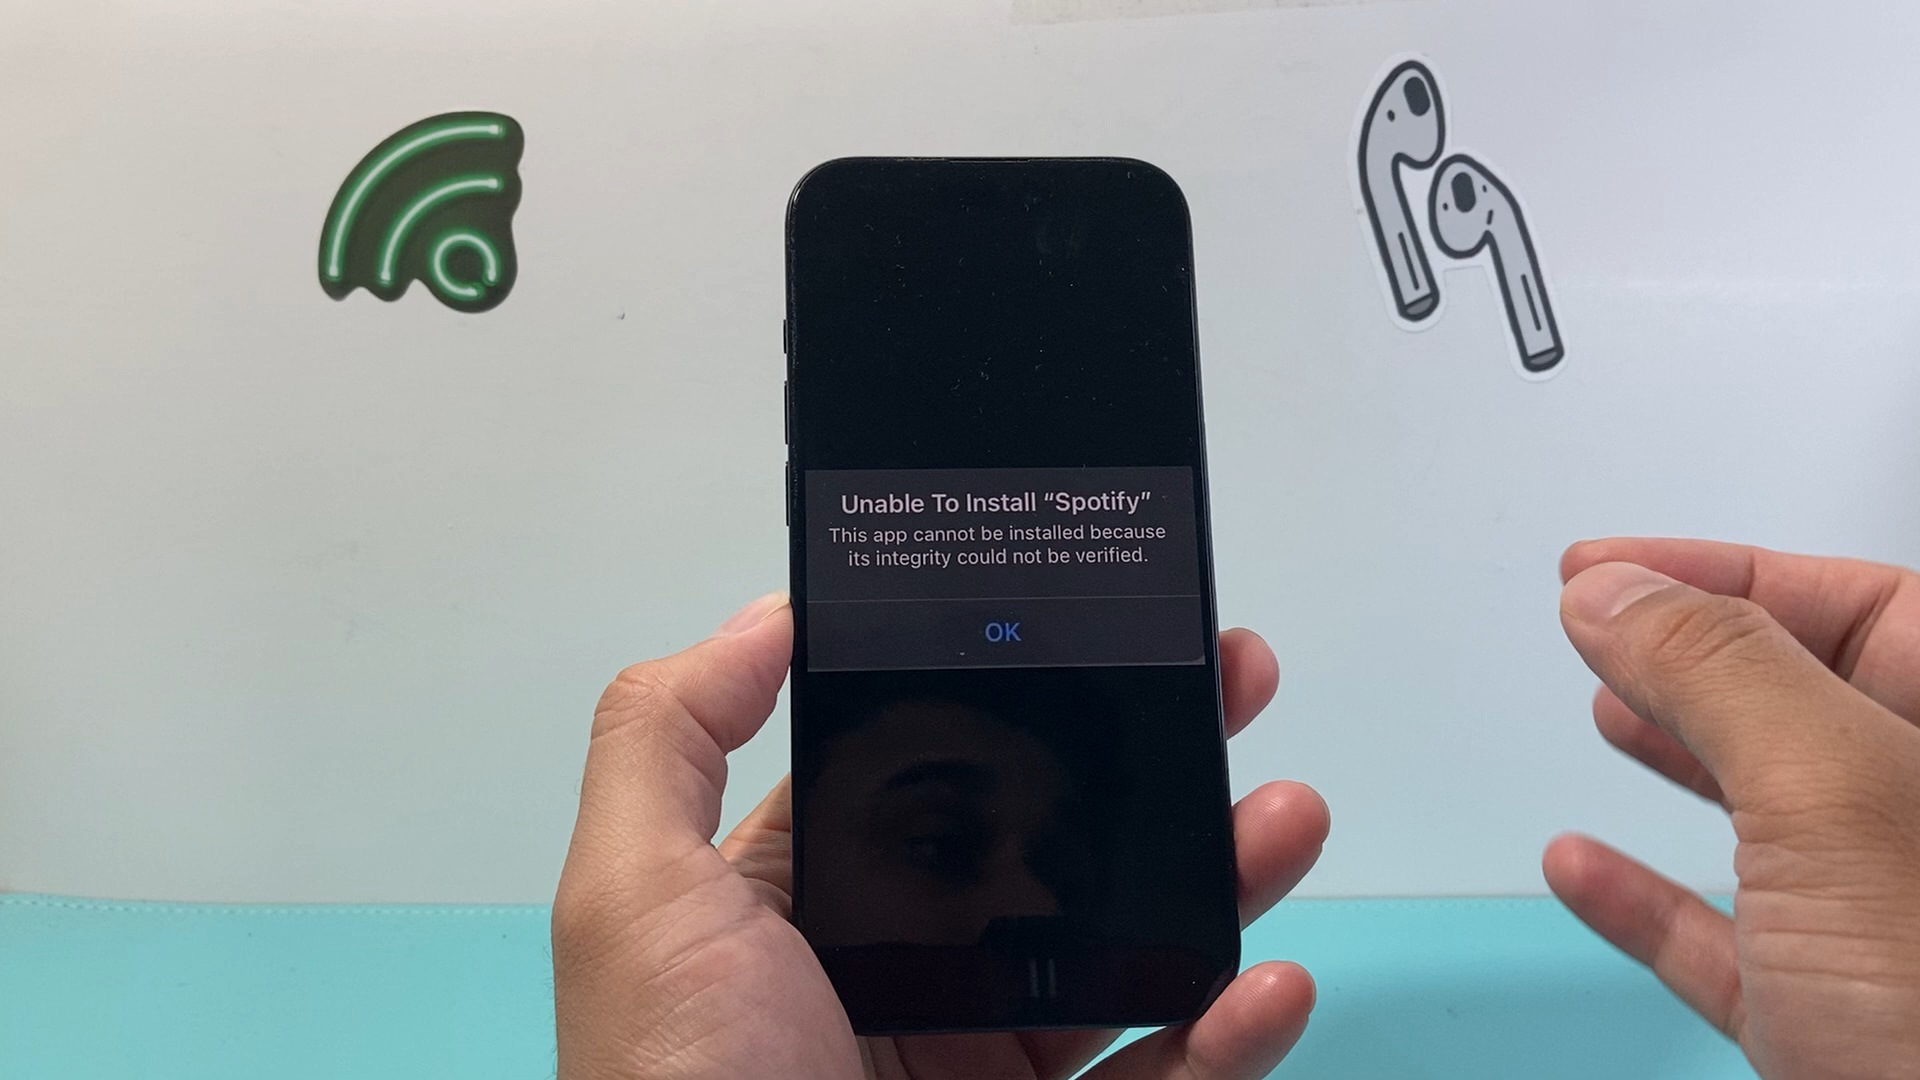 Unable To Install “Spotify”
This app cannot be installed because
its integrity could not be verified.
OK